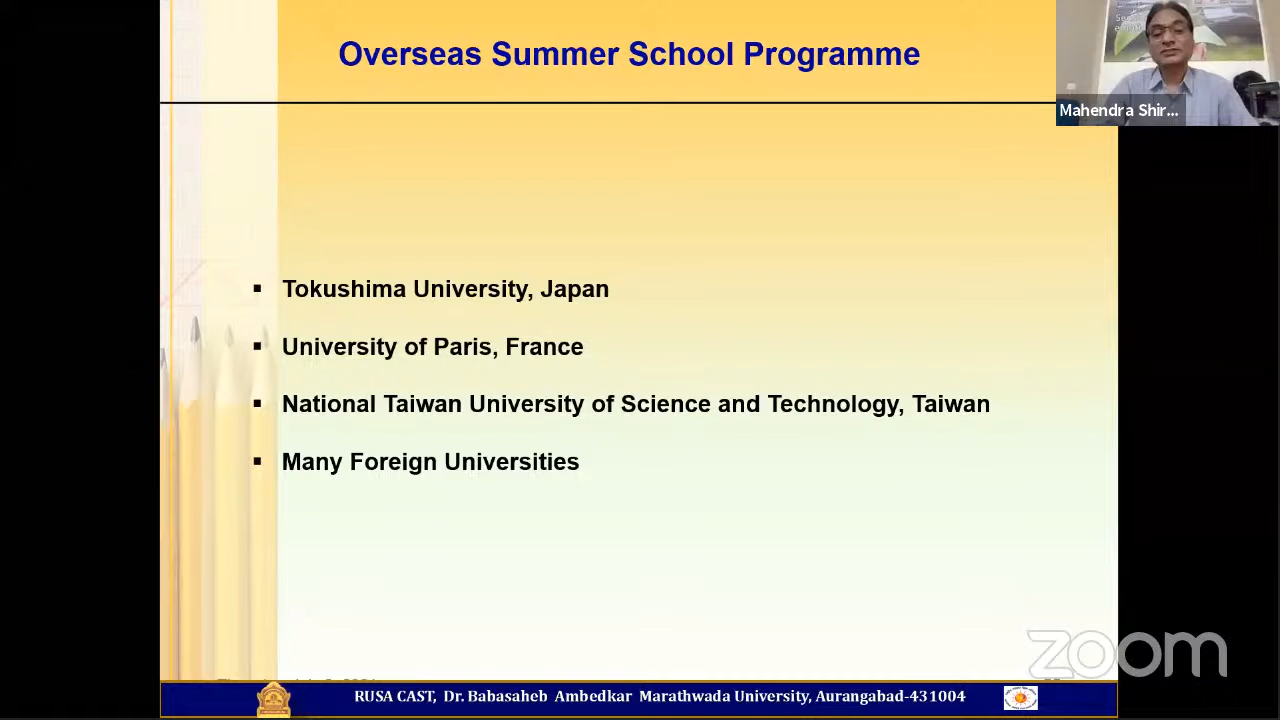 Overseas Summer School Programme
Mahendra Shir...
▪ Tokushima University, Japan
▪ University of Paris, France
▪ National Taiwan University of Science and Technology, Taiwan
▪ Many Foreign Universities
zoom
RUSA CAST, Dr. Babasaheb Ambedkar Marathwada University, Aurangabad-431004